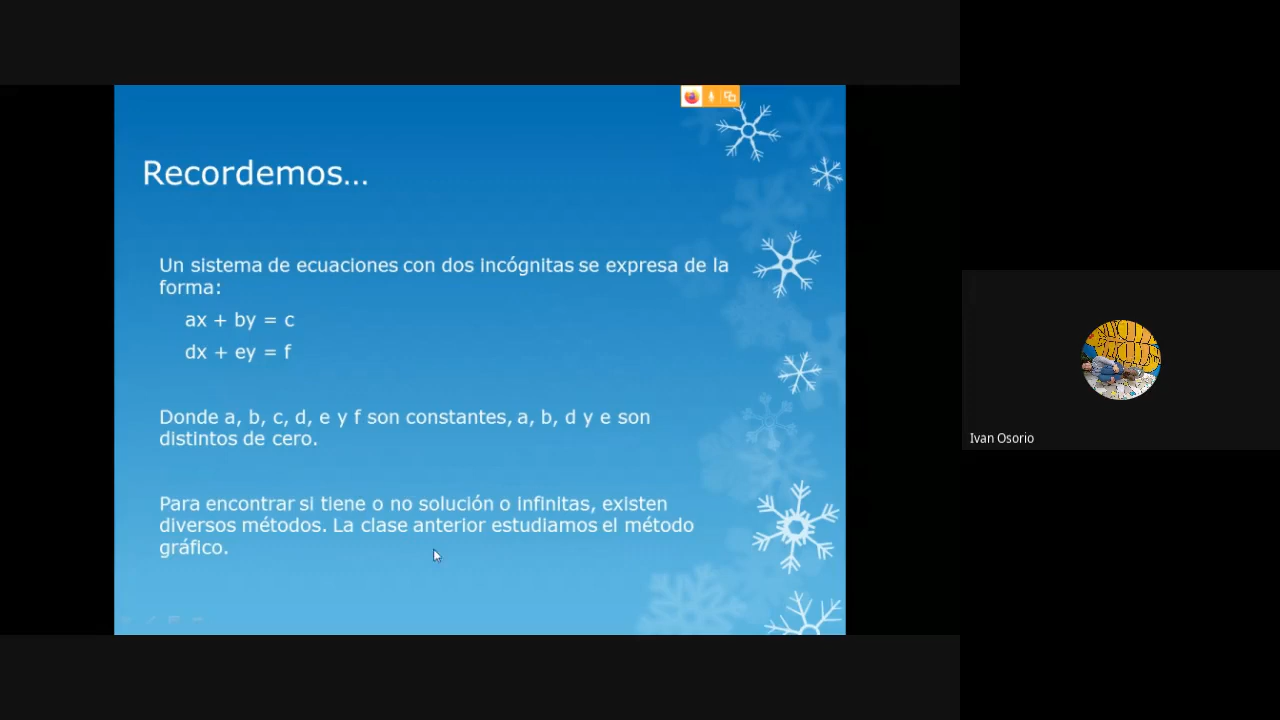 Recordemos...
Un sistema de ecuaciones con dos incógnitas se expresa de la
forma:
ax + by = c
dx + ey = f
Donde a, b, c, d, e y f son constantes, a, b, d y e son
distintos de cero.
Para encontrar si tiene o no solución o infinitas, existen
diversos métodos. La clase anterior estudiamos el método
gráfico.
Ivan Osorio